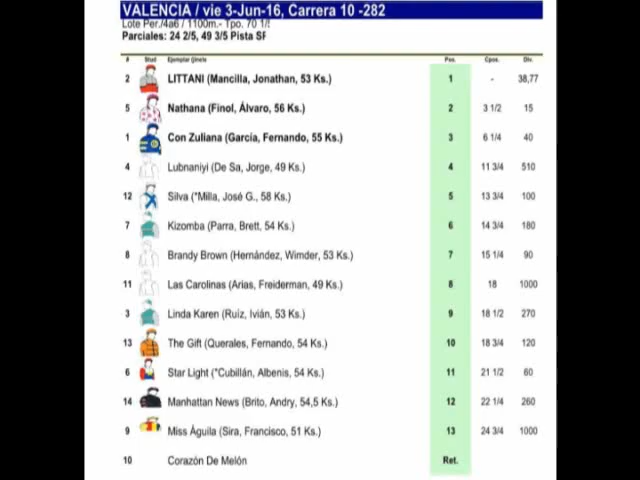 VALENCIA / vie 3-Jun-16, Carrera 10 -282
Lote Per./4a6 / 1100m.- Tpo. 70 1/5
Parciales: 24 2/5, 49 3/5 Pista SF
# Stud Ejemplar (jinete) Pos. Cpos. Div.
2 LITTANI (Mancilla, Jonathan, 53 Ks.) 1 - 38,77
5 Nathana (Finol, Álvaro, 56 Ks.) 2 3 1/2 15
1 Con Zuliana (García, Fernando, 55 Ks.) 3 6 1/4 40
4 Lubnaniyi (De Sa, Jorge, 49 Ks.) 4 11 3/4 510
12 Silva (*Milla, José G., 58 Ks.) 5 13 3/4 100
7 Kizomba (Parra, Brett, 54 Ks.) 6 14 3/4 180
8 Brandy Brown (Hernández, Wimder, 53 Ks.) 7 15 1/4 90
11 Las Carolinas (Arias, Freiderman, 49 Ks.) 8 18 1000
3 Linda Karen (Ruíz, Ivián, 53 Ks.) 9 18 1/2 270
13 The Gift (Querales, Fernando, 54 Ks.) 10 18 3/4 120
6 Star Light (*Cubillán, Albenis, 54 Ks.) 11 21 1/2 60
14 Manhattan News (Brito, Andry, 54,5 Ks.) 12 22 1/4 260
9 Miss Águila (Sira, Francisco, 51 Ks.) 13 24 3/4 1000
10 Corazón De Melón Ret.